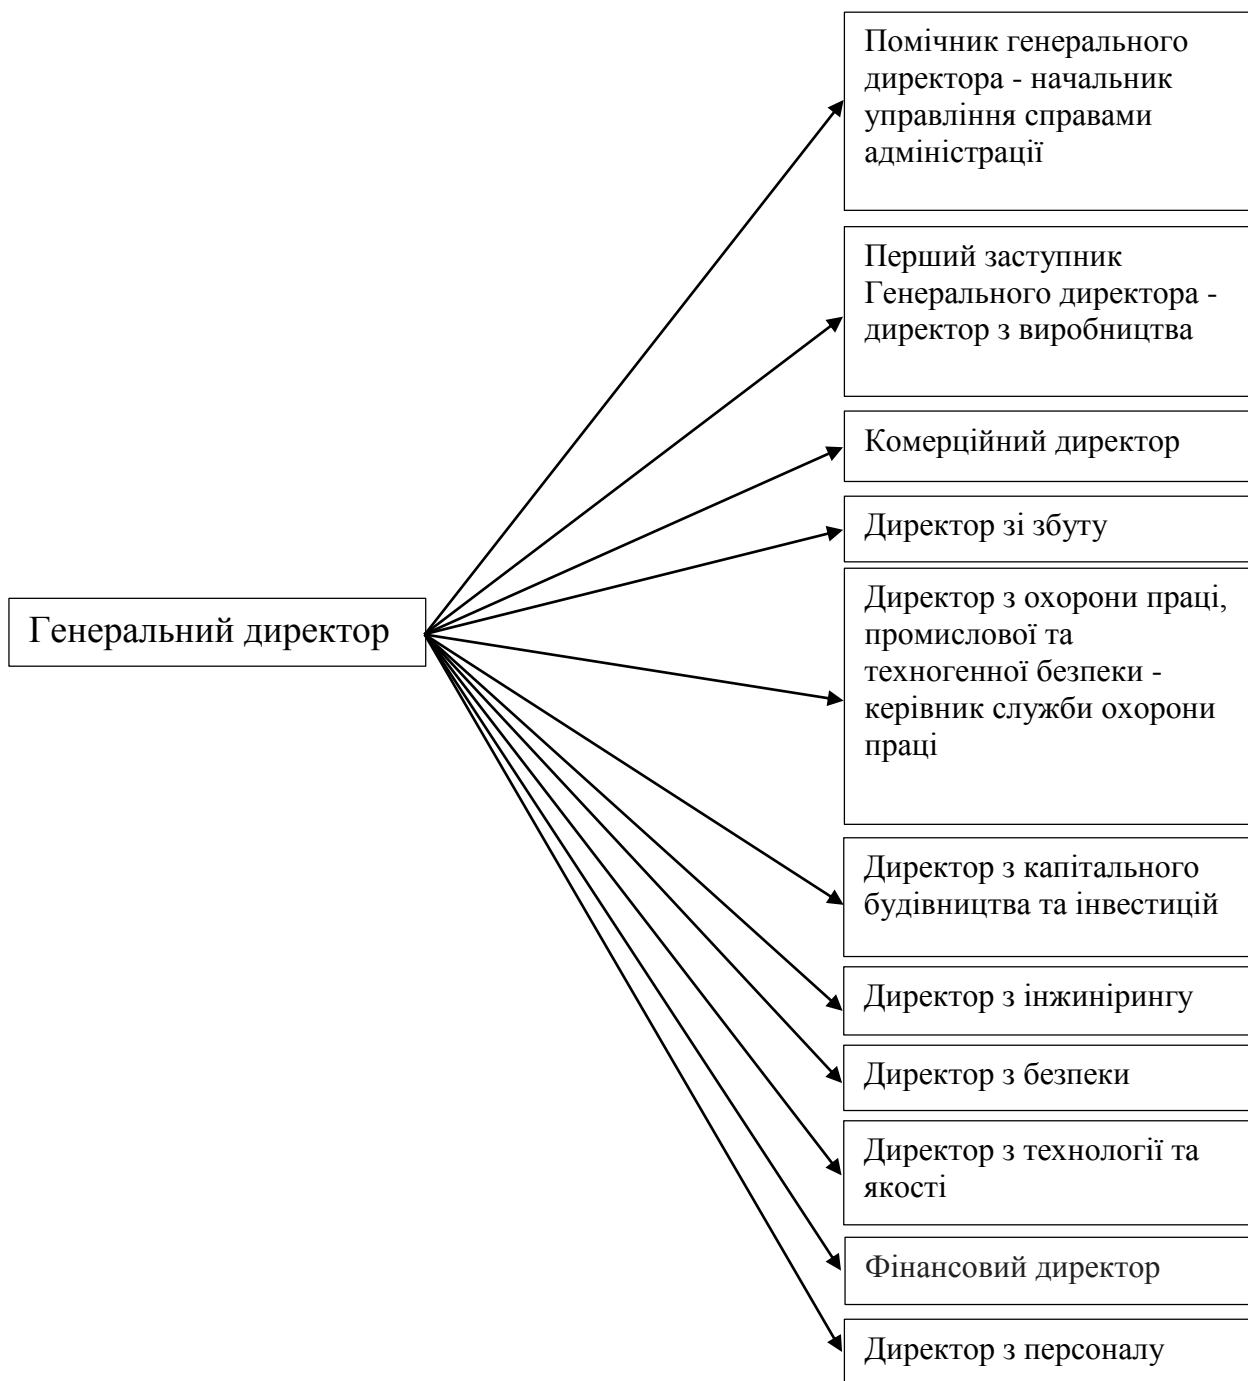 Помічник генерального
директора - начальник
управління справами
адміністрації
Перший заступник
Генерального директора -
директор з виробництва
Комерційний директор
Директор зі збуту
Генеральний директор
Директор з охорони праці,
промислової та
техногенної безпеки -
керівник служби охорони
праці
Директор з капітального
будівництва та інвестицій
Директор з інжинірингу
Директор з безпеки
Директор з технології та
якості
Фінансовий директор
Директор з персоналу